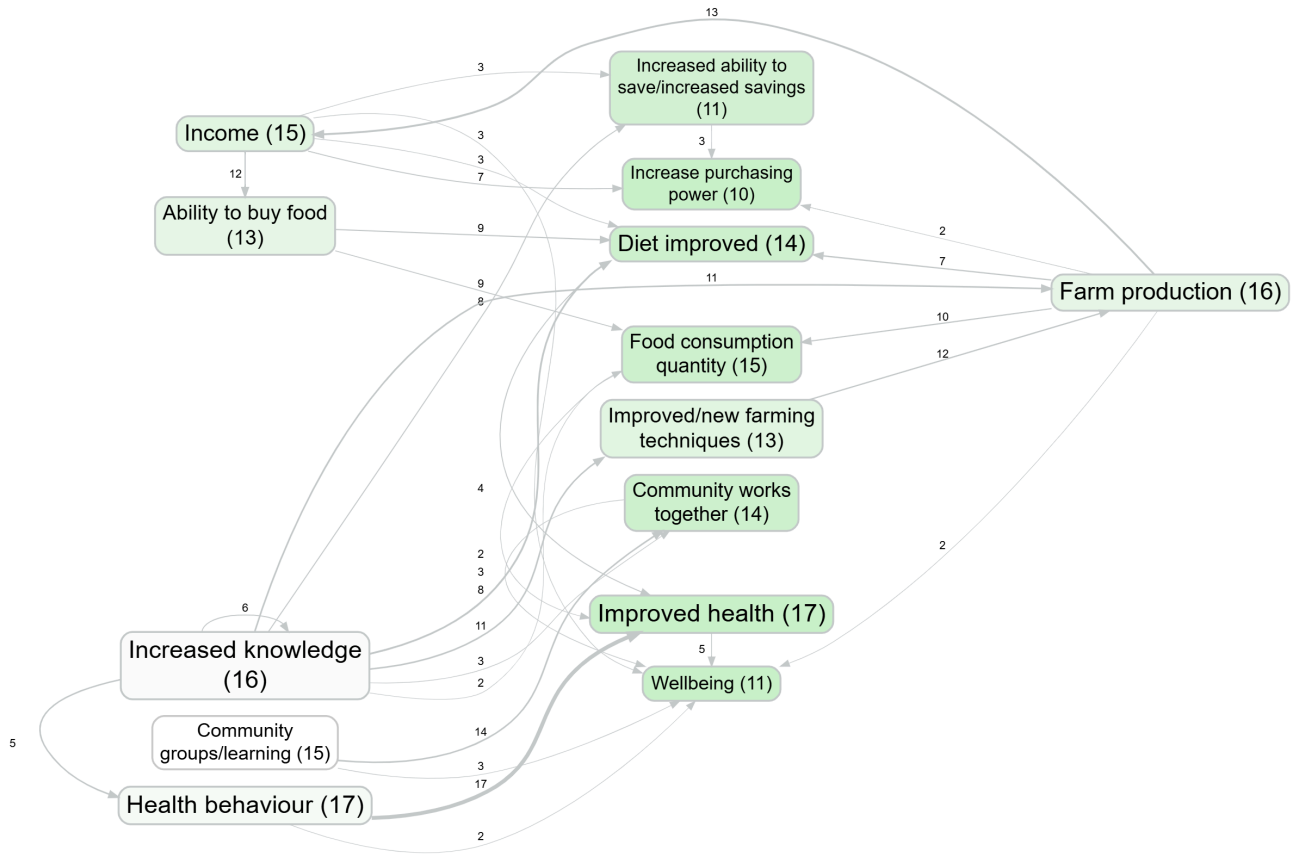 13
3
Increased ability to
save/increased savings
(11)
Income (15)
3
3
3
7
12
Increase purchasing
power (10)
Ability to buy food
(13)
9
Diet improved (14)
2
7
9
8
11
Farm production (16)
10
Food consumption
quantity (15)
12
Improved/new farming
techniques (13)
4
Community works
together (14)
2
2
3
8
6
Improved health (17)
11
Increased knowledge
(16)
3
5
2
Wellbeing (11)
Community
groups/learning (15)
14
5
3
17
Health behaviour (17)
2